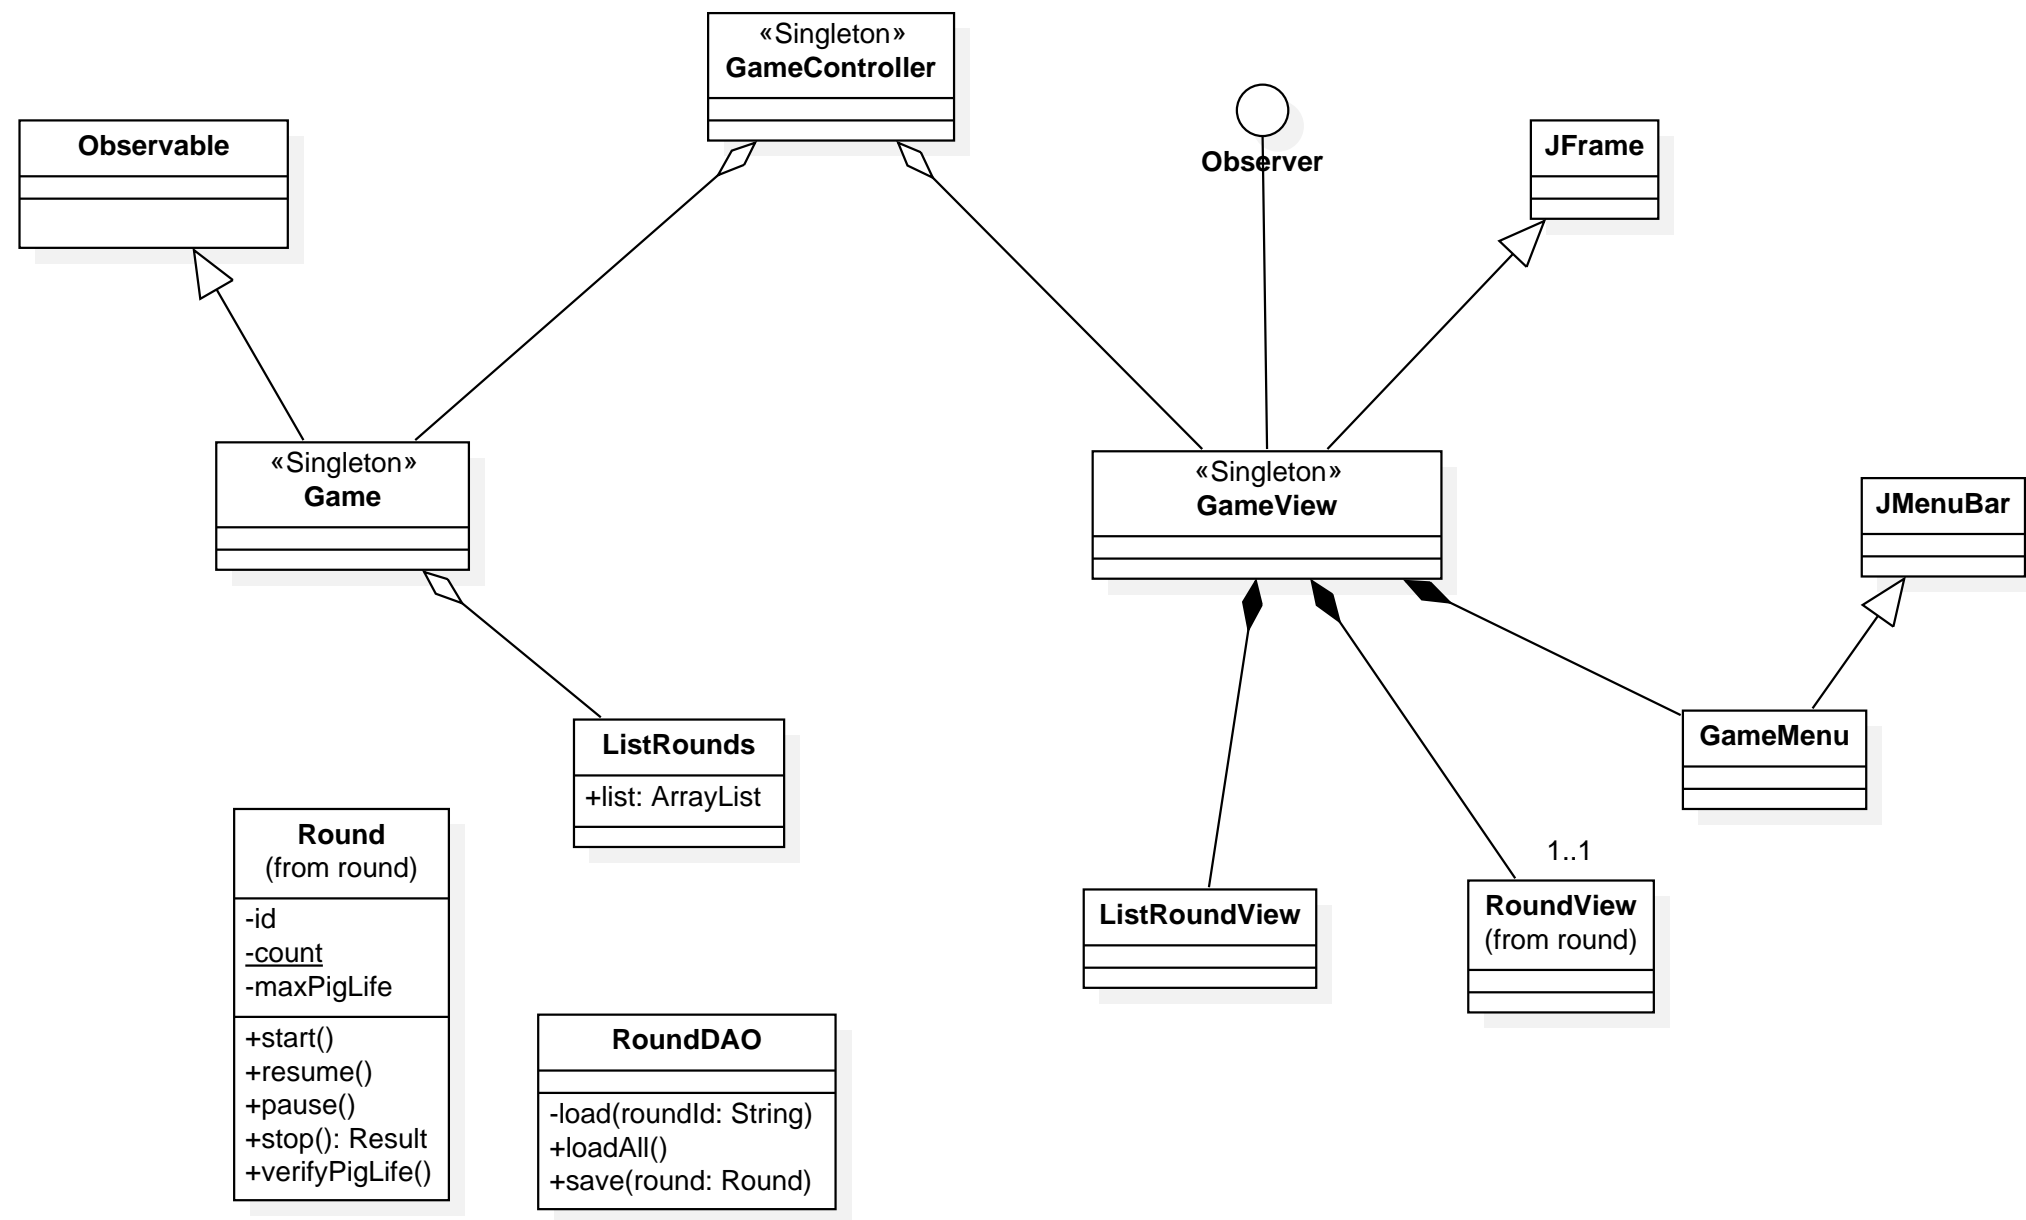 «Singleton»
GameController
Observable
Observer
JFrame
«Singleton»
Game
«Singleton»
GameView
JMenuBar
ListRounds
+list: ArrayList
GameMenu
Round
(from round)
-id
-count
-maxPigLife
+start()
+resume()
+pause()
+stop(): Result
+verifyPigLife()
RoundDAO
-load(roundId: String)
+loadAll()
+save(round: Round)
ListRoundView
1..1
RoundView
(from round)